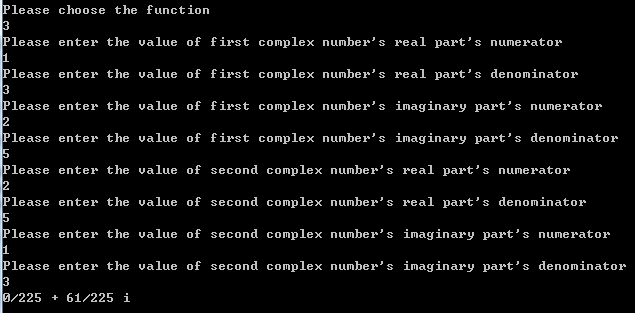 Please choose the function
3
Please enter the value of first complex number's real part's numerator
1
Please enter the value of first complex number's real part's denominator
3
Please enter the value of first complex number's imaginary part's numerator
2
Please enter the value of first complex number's imaginary part's denominator
5
Please enter the value of second complex number's real part's numerator
2
Please enter the value of second complex number's real part's denominator
5
Please enter the value of second complex number's imaginary part's numerator
1
Please enter the value of second complex number's imaginary part's denominator
3
0/225 + 61/225 i